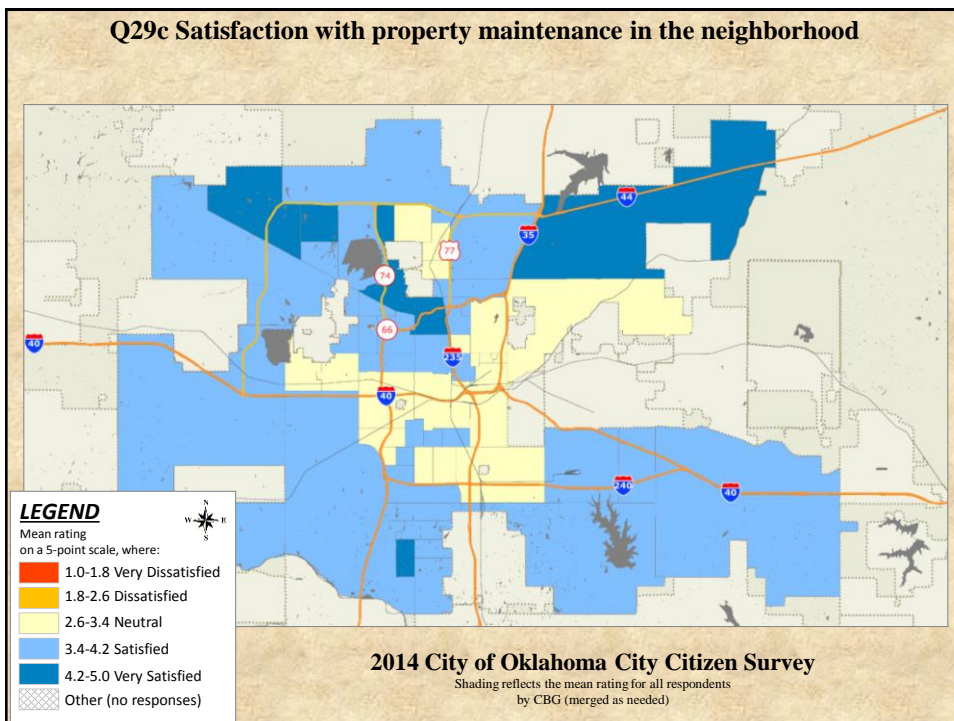 Q29c Satisfaction with property maintenance in the neighborhood
44
35
77
74
66
40
235
40
240
40
LEGEND
N
W E
S
Mean rating
on a 5-point scale, where:
1.0-1.8 Very Dissatisfied
1.8-2.6 Dissatisfied
2.6-3.4 Neutral
3.4-4.2 Satisfied
4.2-5.0 Very Satisfied
Other (no responses)
2014 City of Oklahoma City Citizen Survey
Shading reflects the mean rating for all respondents
by CBG (merged as needed)